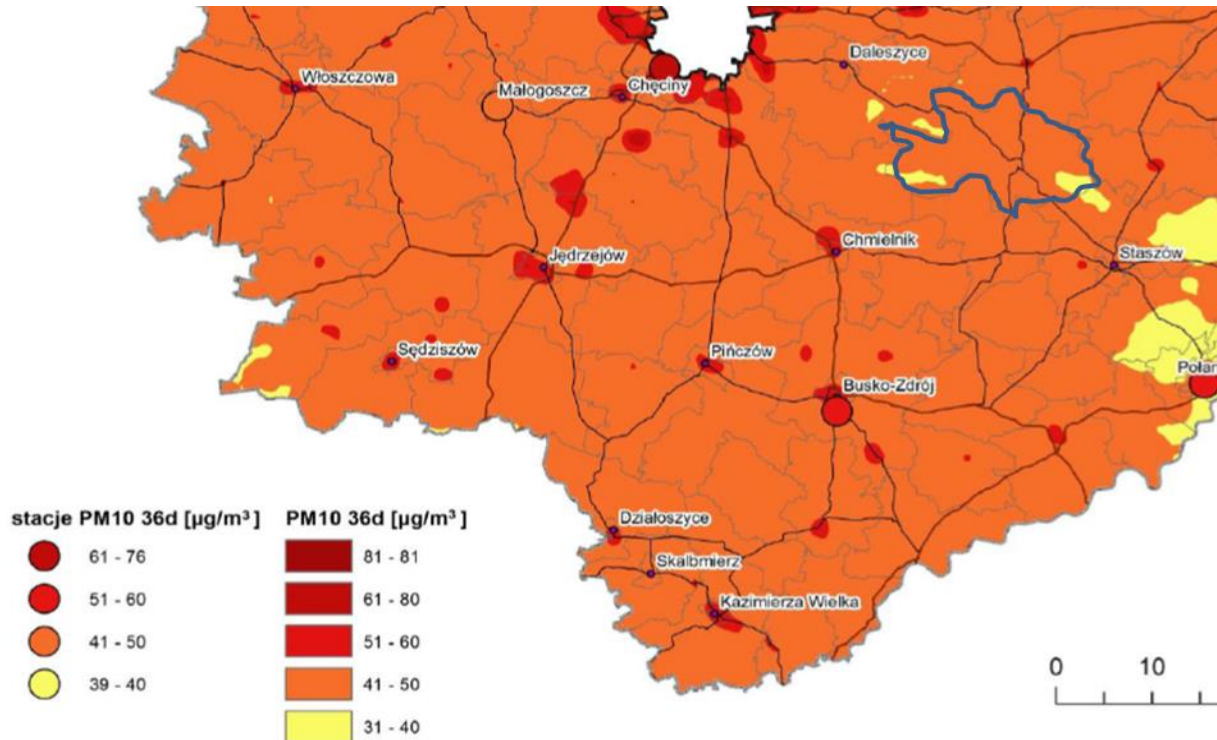 Daleszyce
Włoszczowa
Małogoszcz
Chęciny
Chmielnik
Staszów
Jędrzejów
Sędziszów
Pińczów
Połan
Busko-Zdrój
stacje PM10 36d [µg/m³]
61 - 76
51 - 60
41 - 50
39 - 40
PM10 36d [µg/m³]
81 - 81
61 - 80
51 - 60
41 - 50
31 - 40
Działoszyce
Skalbmierz
Kazimierza Wielka
0 10